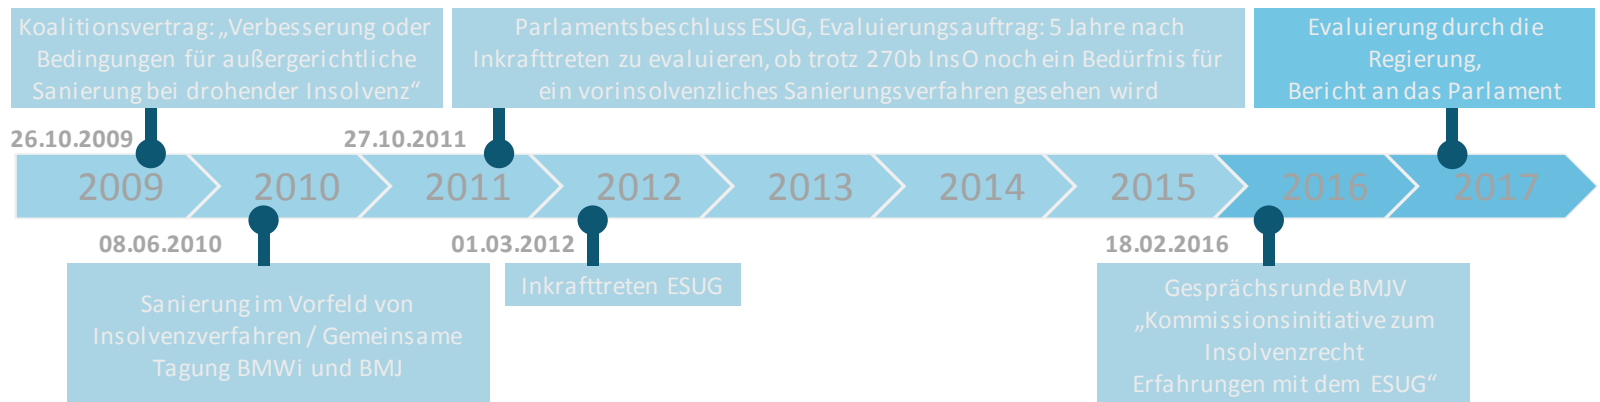 Koalitionsvertrag: „Verbesserung oder
Bedingungen für außergerichtliche
Sanierung bei drohender Insolvenz“
Parlamentsbeschluss ESUG, Evaluierungsauftrag: 5 Jahre nach
Inkrafttreten zu evaluieren, ob trotz 270b InsO noch ein Bedürfnis für
ein vorinsolvenzliches Sanierungsverfahren gesehen wird
Evaluierung durch die
Regierung,
Bericht an das Parlament
26.10.2009
27.10.2011
2009
2010
2011
2012
2013
2014
2015
2016
2017
08.06.2010
01.03.2012
18.02.2016
Sanierung im Vorfeld von
Insolvenzverfahren / Gemeinsame
Tagung BMWi und BMJ
Inkrafttreten ESUG
Gesprächsrunde BMJV
„Kommissionsinitiative zum
Insolvenzrecht
Erfahrungen mit dem ESUG“